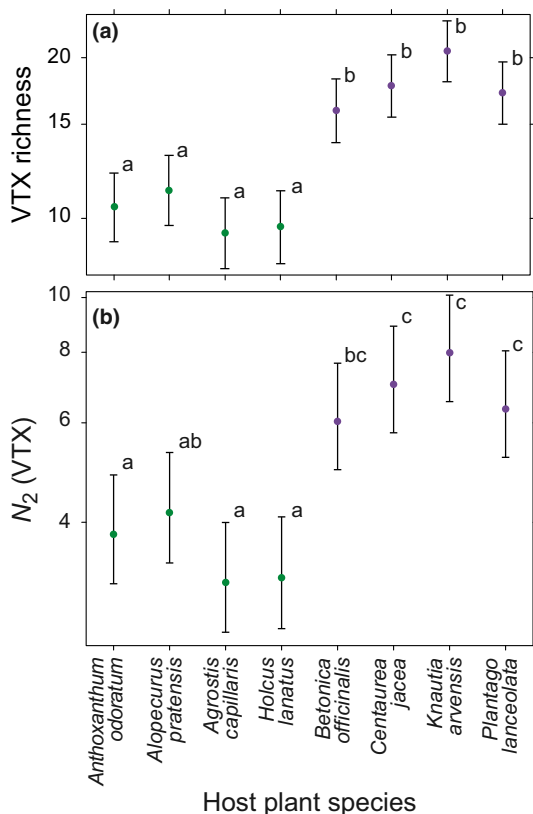 (a)
VTX richness
20
15
10
a
a
a
a
b
b
b
b
(b)
N2 (VTX)
10
8
6
4
a
ab
a
a
bc
c
c
c
Anthoxanthum
odoratum
Alopecurus
pratensis
Agrostis
capillaris
Holcus
lanatus
Betonica
officinalis
Centaurea
jacea
Knautia
arvensis
Plantago
lanceolata
Host plant species